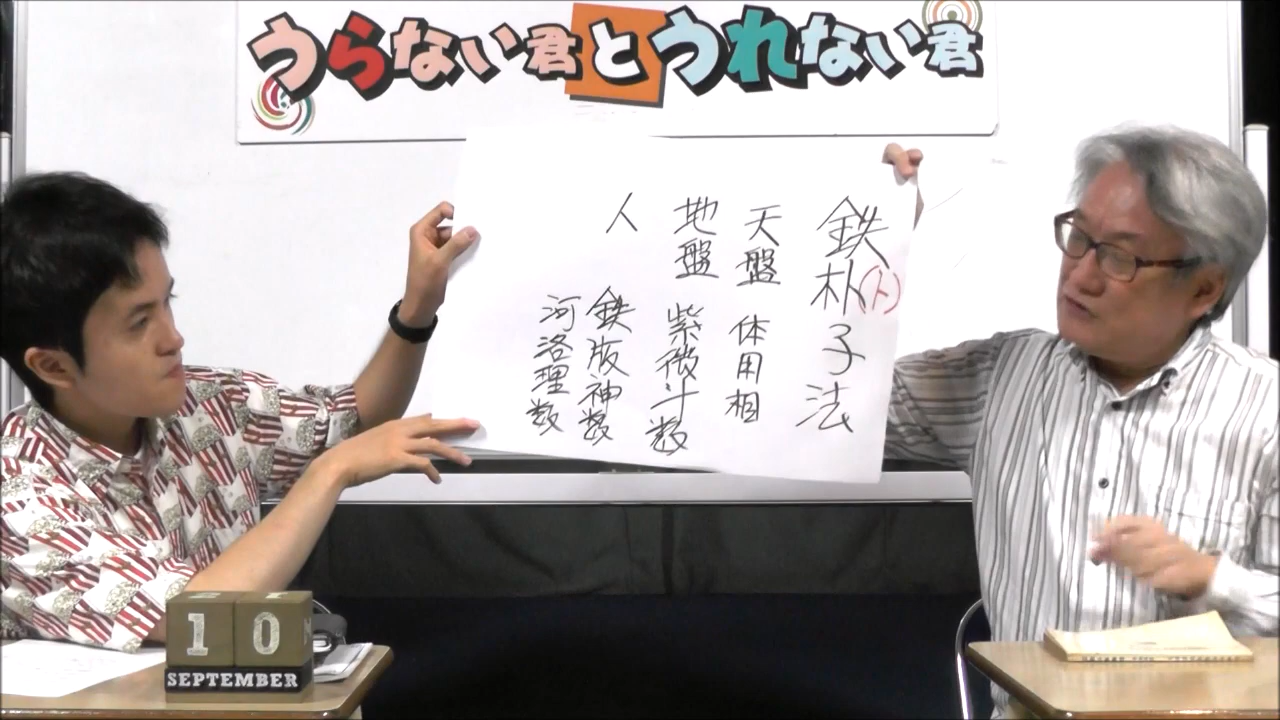 うらない君とうれない君
鉄朴(卜)子法
天盤 体用相
地盤 紫微斗数
人 鉄版神数
河洛理数
10
SEPTEMBER